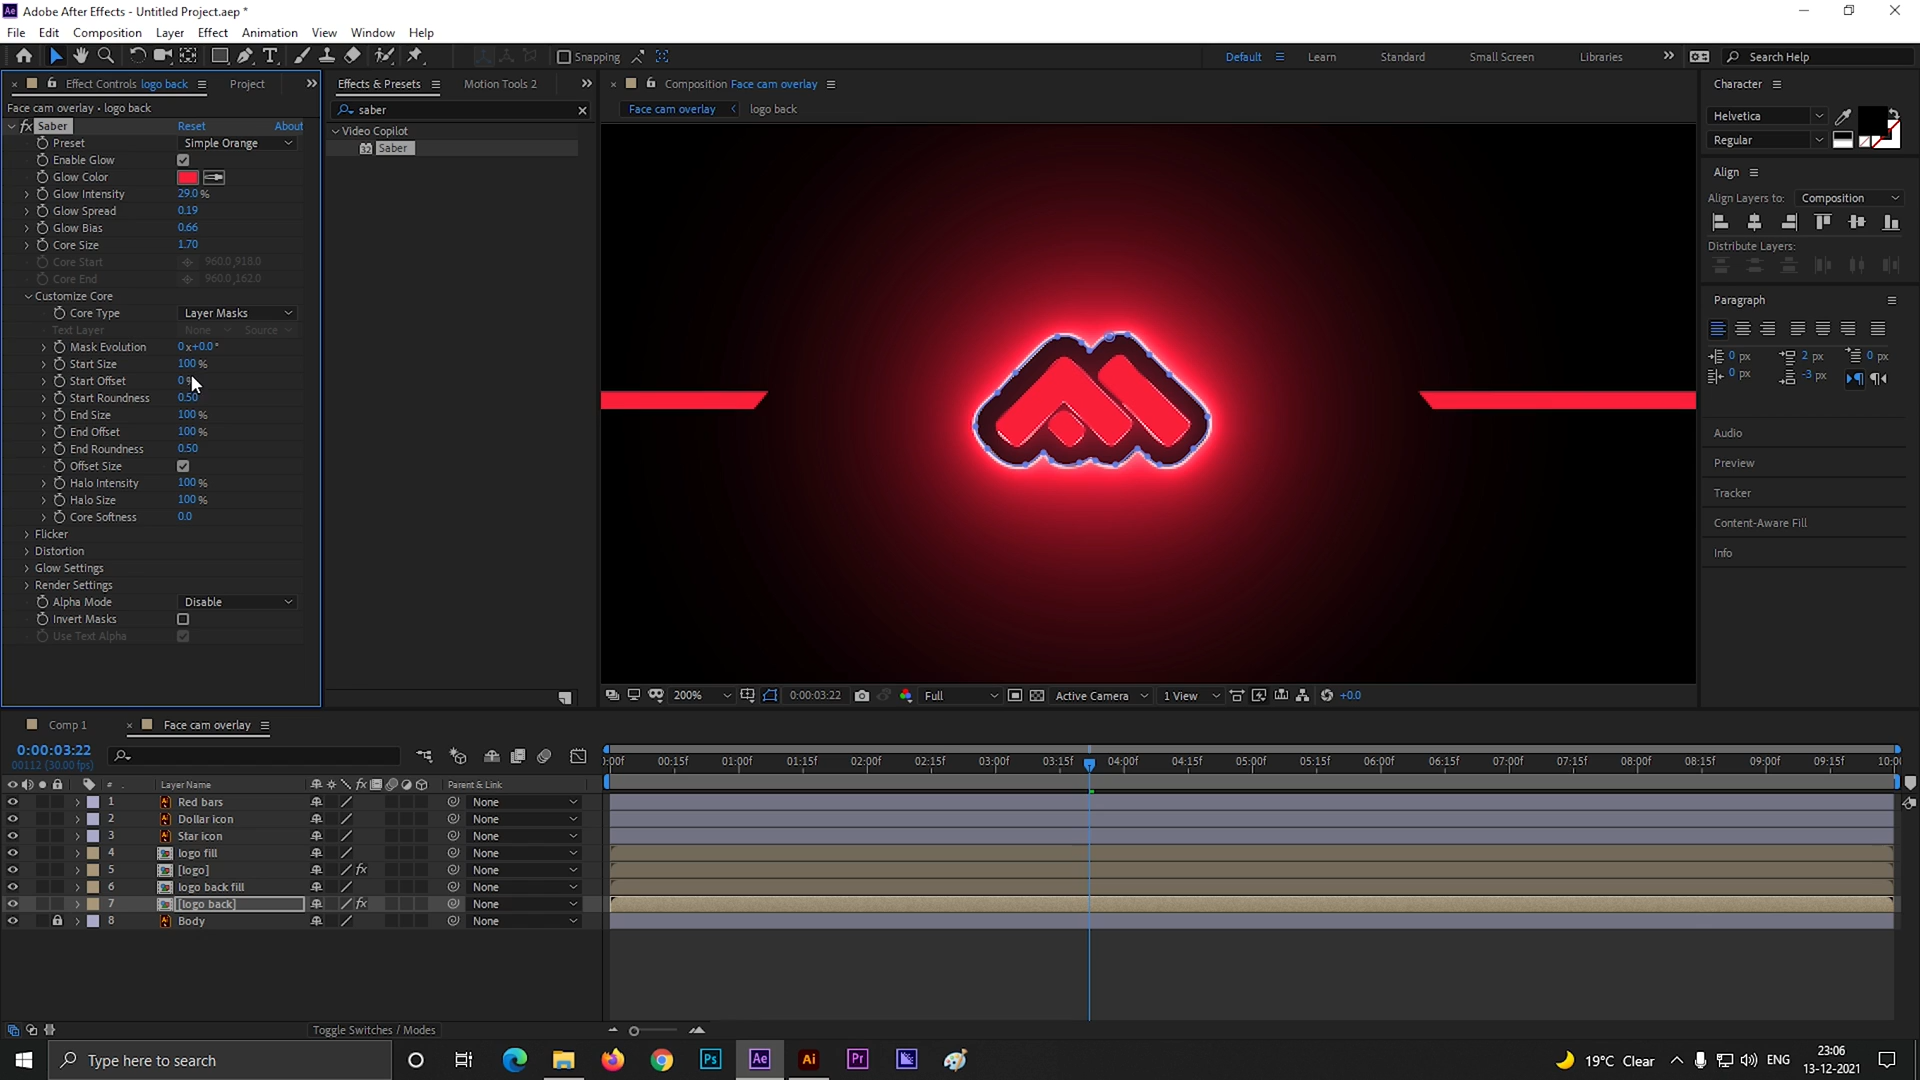 Adobe After Effects - Untitled Project.aep *
File Edit Composition Layer Effect Animation View Window Help
Snapping Default Learn Standard Small Screen Libraries Search Help
Effect Controls logo back Project
Face cam overlay • logo back
fx Saber Reset About
Preset Simple Orange
Enable Glow
Glow Color
Glow Intensity 29.0 %
Glow Spread 0.19
Glow Bias 0.66
Core Size 1.70
Core Start 960.0,918.0
Core End 960.0,162.0
Customize Core
Core Type Layer Masks
Text Layer None Source
Mask Evolution 0x+0.0°
Start Size 100 %
Start Offset 0 %
Start Roundness 0.50
End Size 100 %
End Offset 100 %
End Roundness 0.50
Offset Size
Halo Intensity 100 %
Halo Size 100 %
Core Softness 0.0
Flicker
Distortion
Glow Settings
Render Settings
Alpha Mode Disable
Invert Masks
Use Text Alpha
Effects & Presets Motion Tools 2
saber
Video Copilot
32 Saber
Composition Face cam overlay
Face cam overlay logo back
200% 0:00:03:22 Full Active Camera 1 View +0.0
Character
Helvetica
Regular
Align
Align Layers to: Composition
Distribute Layers:
Paragraph
0 px 2 px 0 px
0 px -3 px
Audio
Preview
Tracker
Content-Aware Fill
Info
Comp 1 Face cam overlay
0:00:03:22
00112 (30.00 fps)
:00f 00:15f 01:00f 01:15f 02:00f 02:15f 03:00f 03:15f 04:00f 04:15f 05:00f 05:15f 06:00f 06:15f 07:00f 07:15f 08:00f 08:15f 09:00f 09:15f 10:00
# Layer Name fx Parent & Link
1 Red bars None
2 Dollar icon None
3 Star icon None
4 logo fill None
5 [logo] fx None
6 logo back fill None
7 [logo back] fx None
8 Body None
Toggle Switches / Modes
Type here to search
Ps Ae Ai Pr
19°C Clear ENG
23:06
13-12-2021